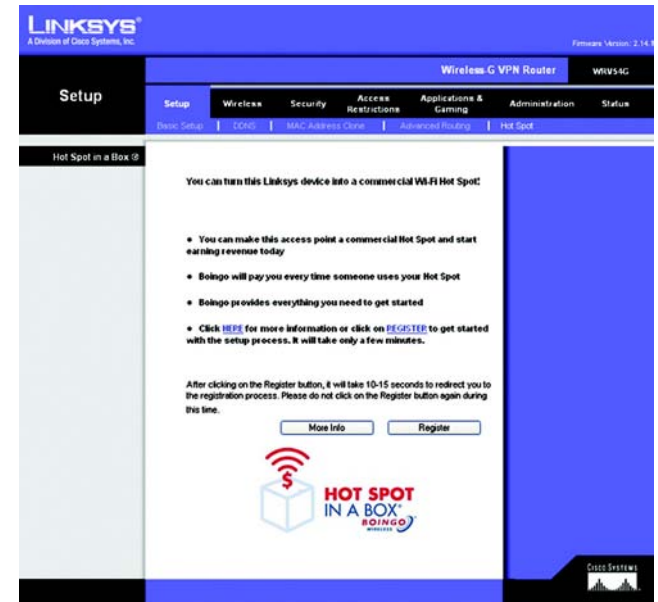 LINKSYS®
A Division of Cisco Systems, Inc.
Firmware Version: 2.14.
Wireless-G VPN Router
WRV54G
Setup
Setup
Wireless
Security
Access Restrictions
Applications & Gaming
Administration
Status
Basic Setup | DDNS | MAC Address Clone | Advanced Routing | Hot Spot
Hot Spot in a Box
You can turn this Linksys device into a commercial Wi-Fi Hot Spot!
• You can make this access point a commercial Hot Spot and start
earning revenue today
• Boingo will pay you every time someone uses your Hot Spot
• Boingo provides everything you need to get started
• Click HERE for more information or click on REGISTER to get started
with the setup process. It will take only a few minutes.
After clicking on the Register button, it will take 10-15 seconds to redirect you to
the registration process. Please do not click on the Register button again during
this time.
More Info
Register
$
HOT SPOT
IN A BOX
BOINGO
WIRELESS
CISCO SYSTEMS